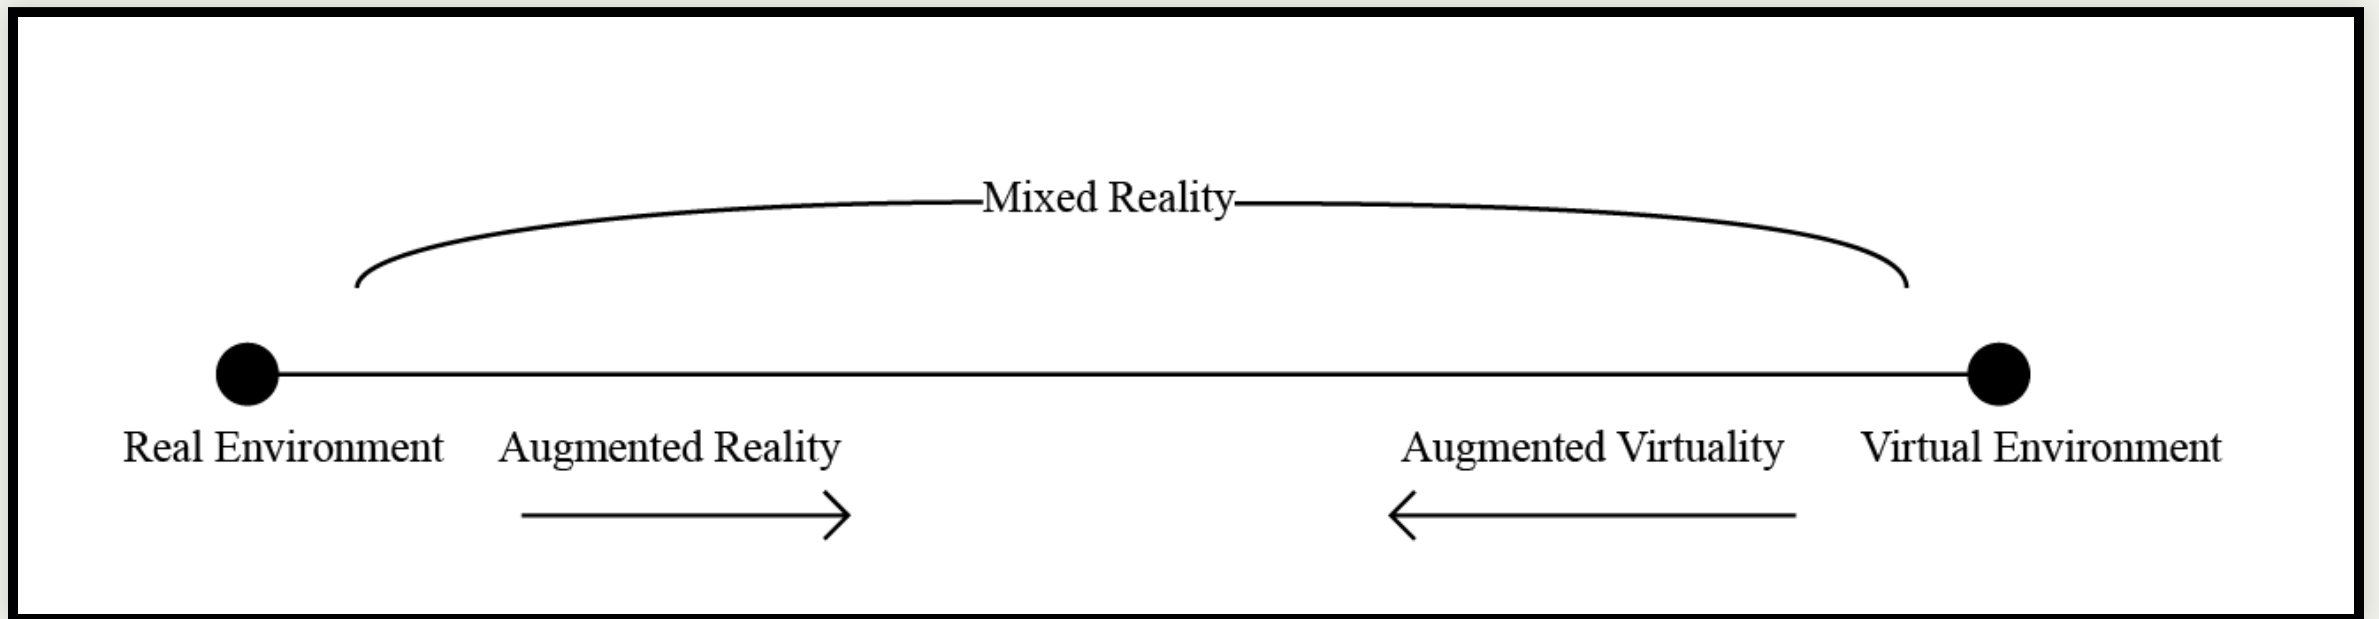 Mixed Reality
Real Environment
Augmented Reality
Augmented Virtuality
Virtual Environment